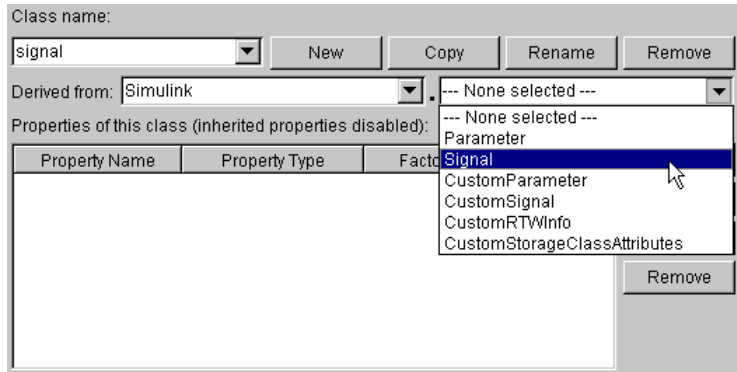 Class name:
signal New Copy Rename Remove
Derived from: Simulink . --- None selected ---
Properties of this class (inherited properties disabled):
--- None selected ---
Parameter
Property Name Property Type Facto
Signal
CustomParameter
CustomSignal
CustomRTWInfo
CustomStorageClassAttributes
Remove